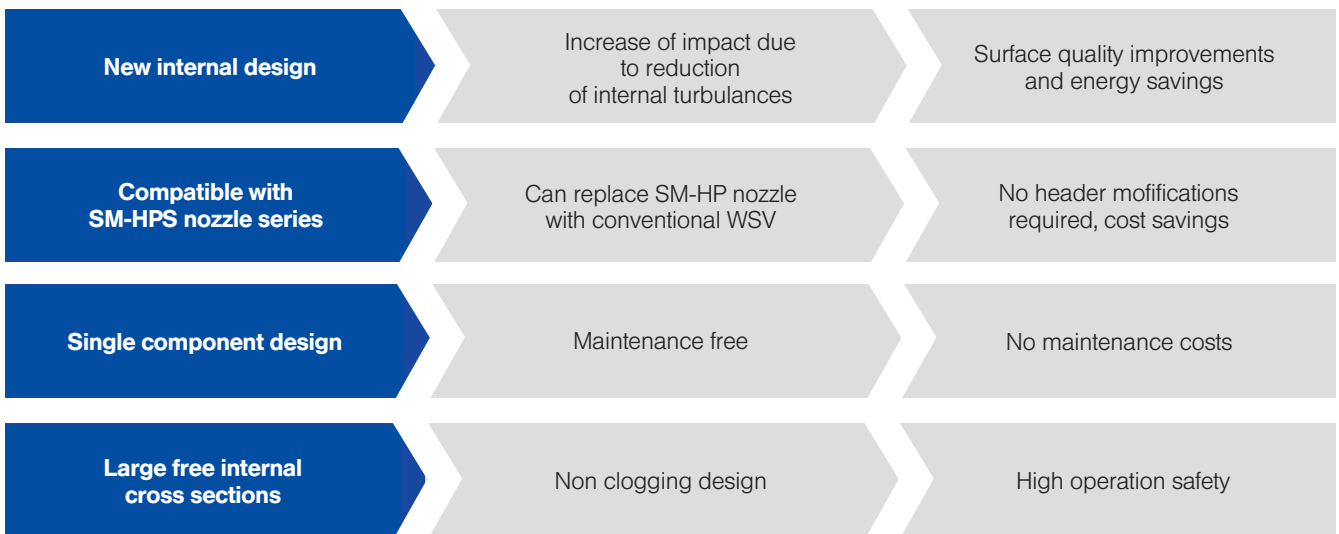 New internal design
Increase of impact due
to reduction
of internal turbulances
Surface quality improvements
and energy savings
Compatible with
SM-HPS nozzle series
Can replace SM-HP nozzle
with conventional WSV
No header mofifications
required, cost savings
Single component design
Maintenance free
No maintenance costs
Large free internal
cross sections
Non clogging design
High operation safety